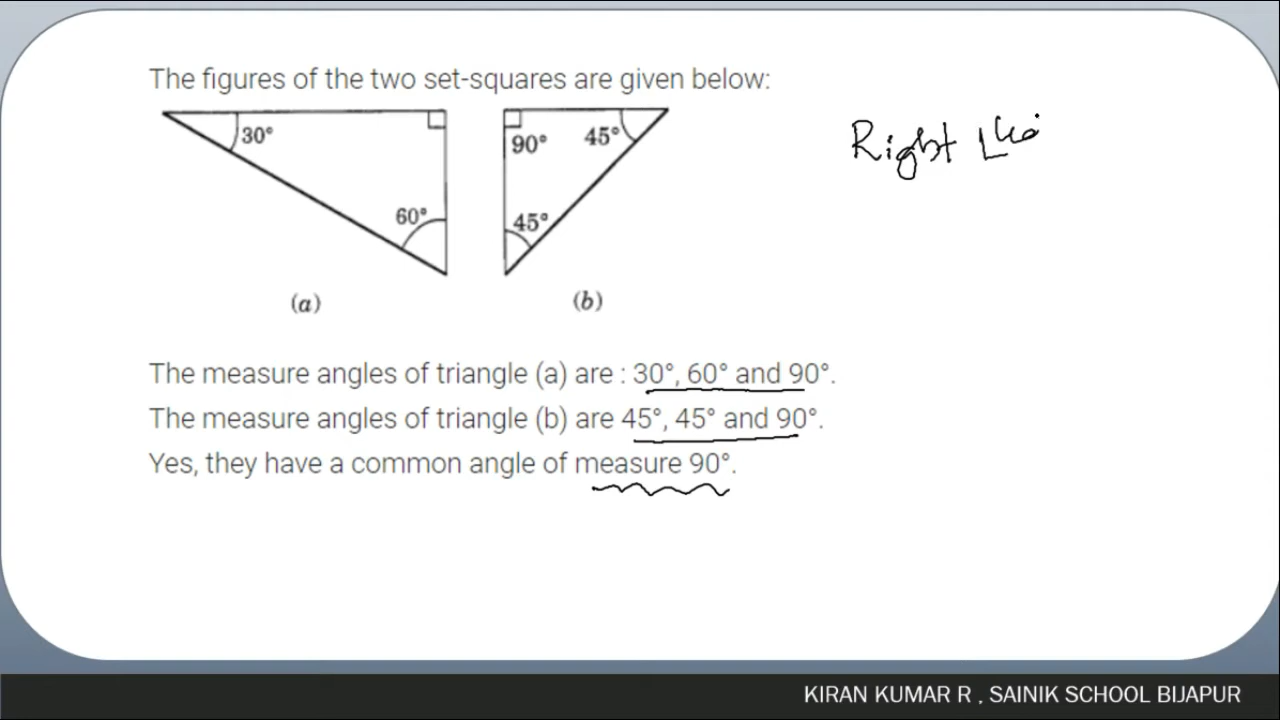 The figures of the two set-squares are given below:
30°
60°
(a)
90°
45°
45°
(b)
Right
The measure angles of triangle (a) are : 30°, 60° and 90°.
The measure angles of triangle (b) are 45°, 45° and 90°.
Yes, they have a common angle of measure 90°.
KIRAN KUMAR R , SAINIK SCHOOL BIJAPUR